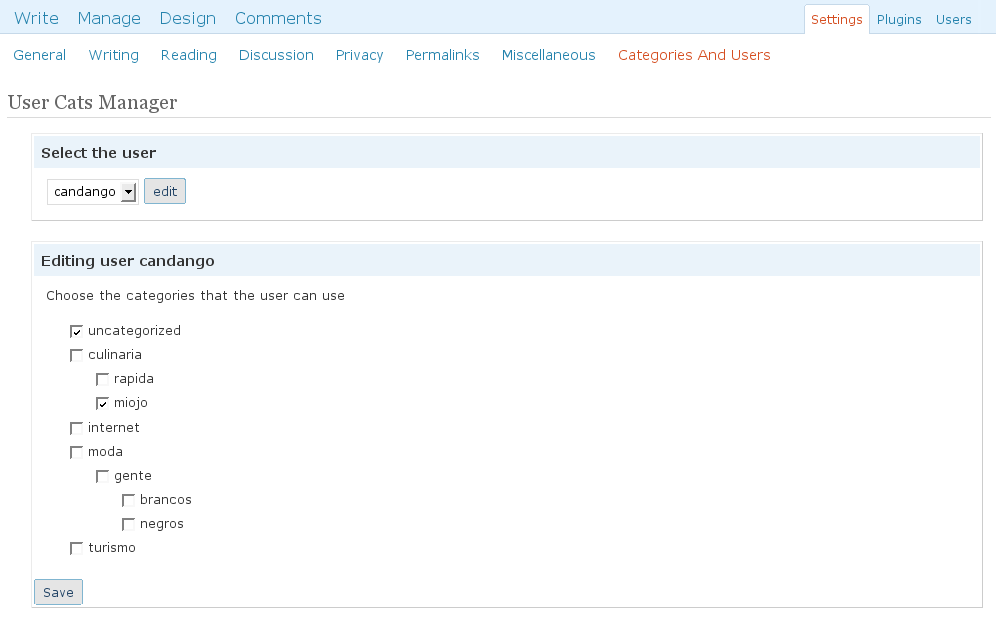 Write Manage Design Comments Settings Plugins Users
General Writing Reading Discussion Privacy Permalinks Miscellaneous Categories And Users
User Cats Manager
Select the user
candango edit
Editing user candango
Choose the categories that the user can use
uncategorized
culinaria
rapida
miojo
internet
moda
gente
brancos
negros
turismo
Save